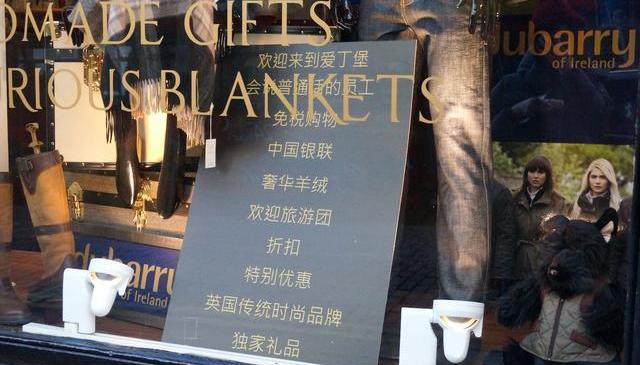 OMADE GIFTS
RIOUS BLANKETS
欢迎来到爱丁堡
会说普通话的员工
免税购物
中国银联
奢华羊绒
欢迎旅游团
折扣
特别优惠
英国传统时尚品牌
独家礼品
dubarry
of Ireland
dubarry
of Ireland